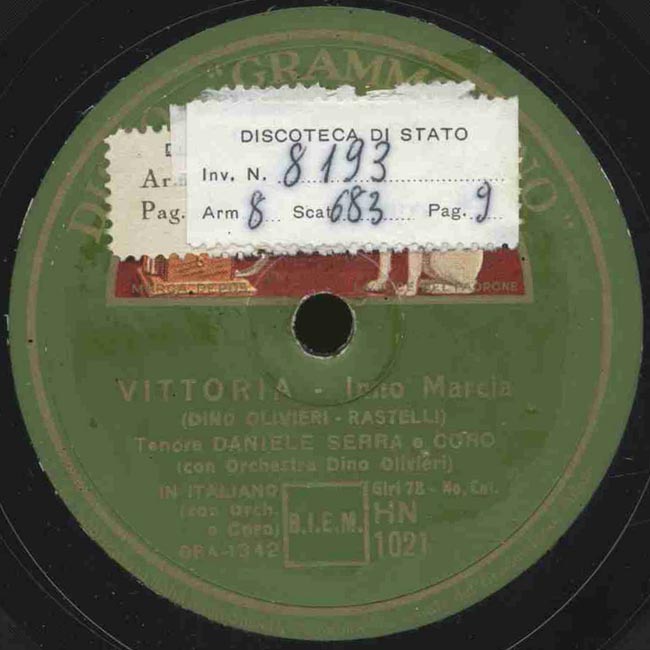 "GRAMM
DISCOTECA DI STATO
Inv. N. 8193
Arm 8 Scat 683 Pag. 9
Ar
Pag.
VITTORIA - Inno Marcia
(DINO OLIVIERI - RASTELLI)
Tenore DANIELE SERRA e CORO
(con Orchestra Dino Olivieri)
IN ITALIANO
(con Orch.
e Coro)
OBA-1342
B.I.E.M.
Giri 78 - No. Cat.
HN
1021